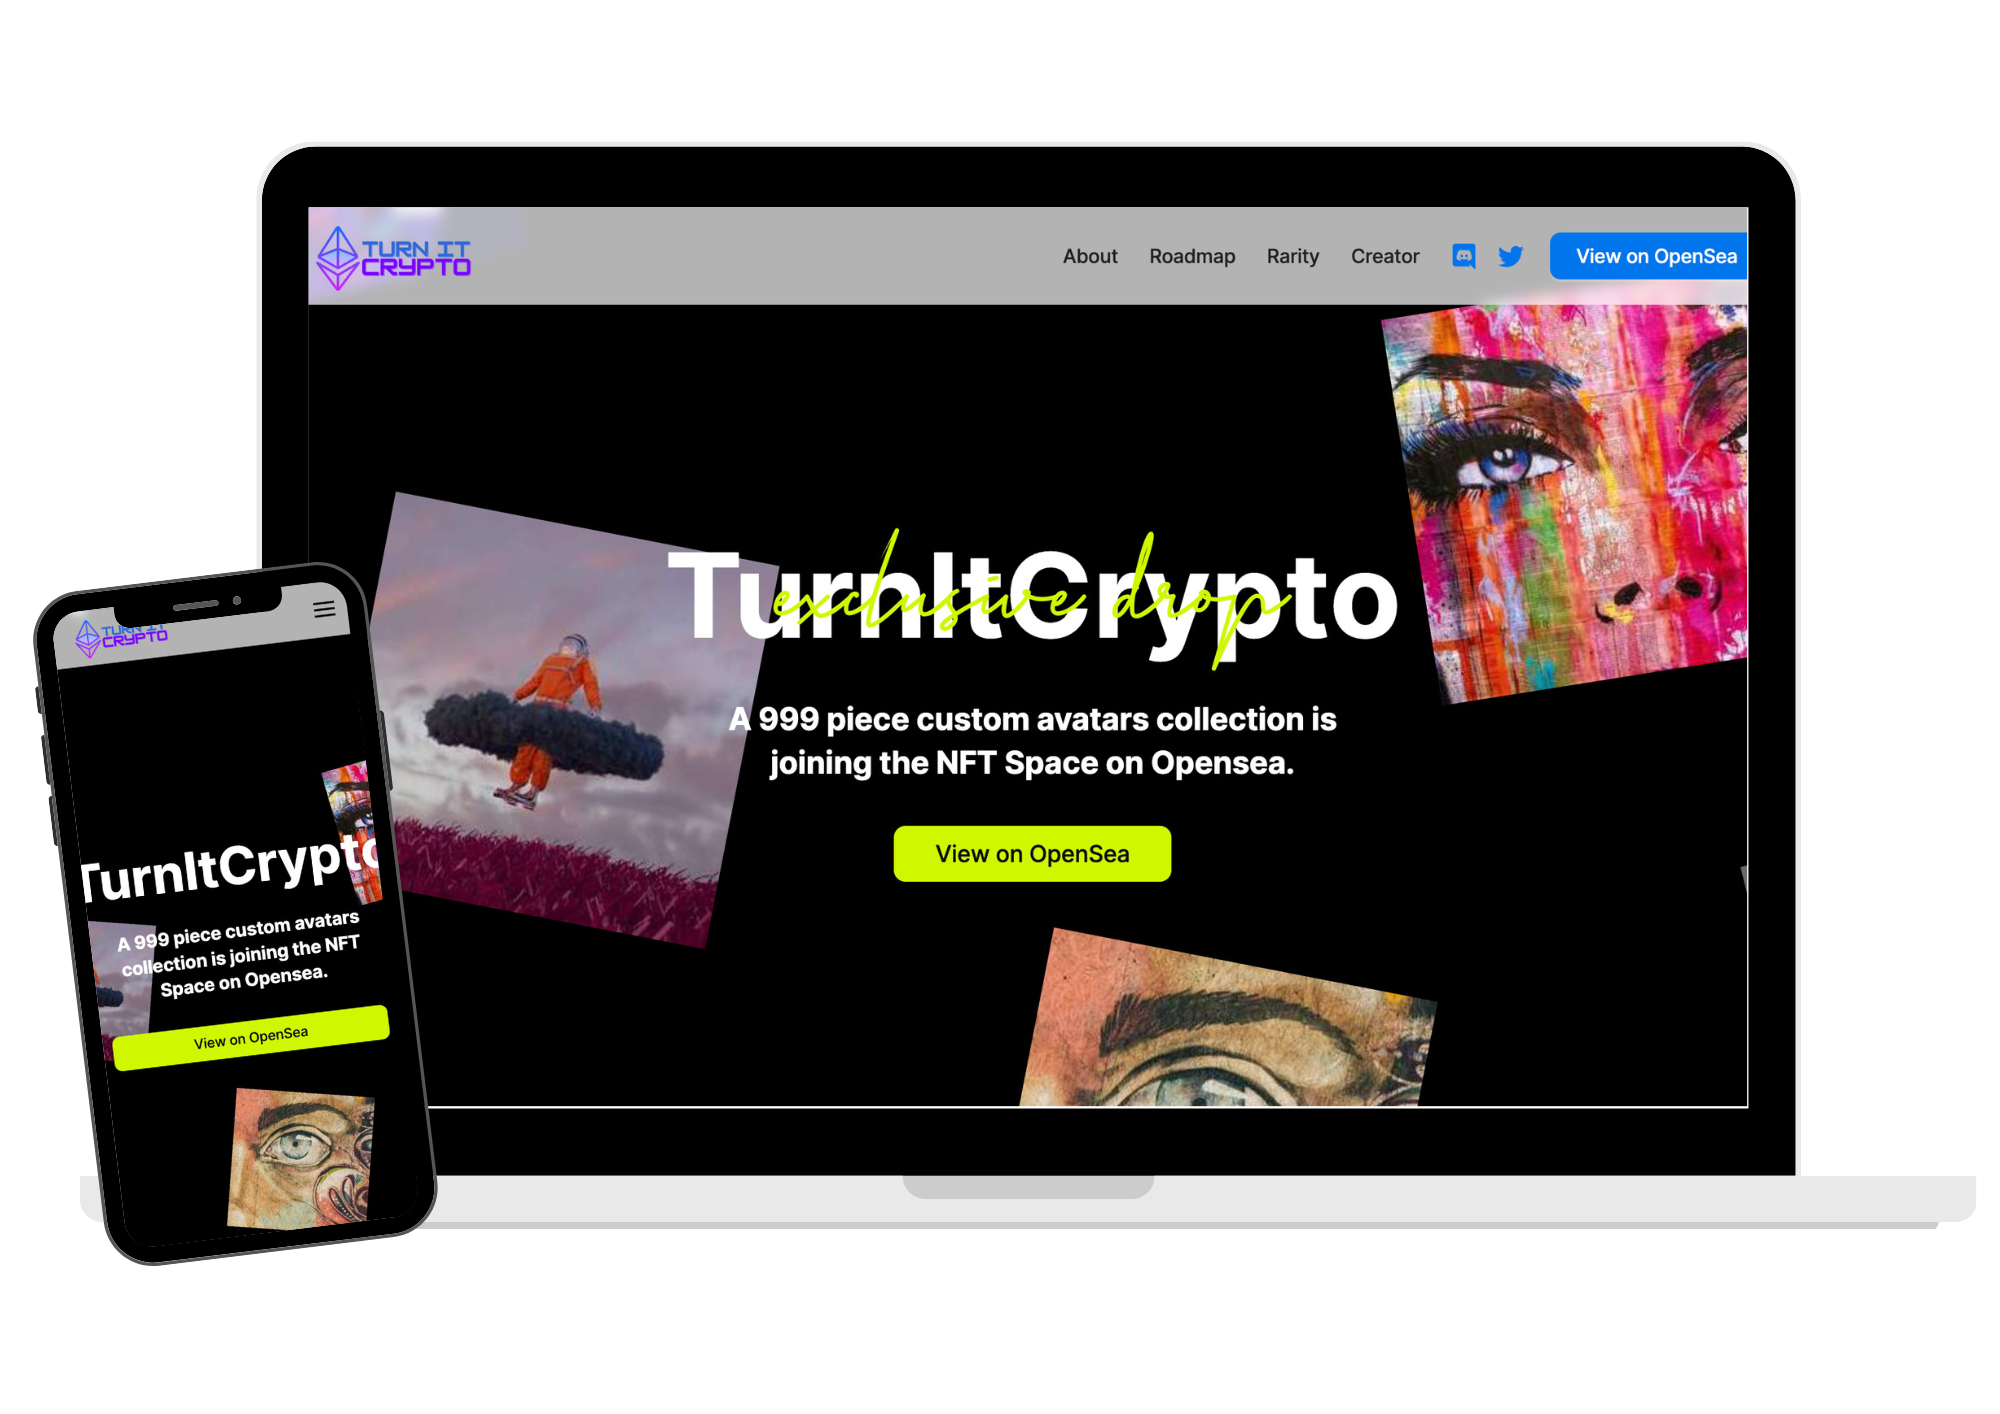 TURN IT
CRYPTO
About Roadmap Rarity Creator View on OpenSea
TurnItCrypto
exclusive drop
A 999 piece custom avatars collection is
joining the NFT Space on Opensea.
View on OpenSea
TURN IT
CRYPTO
TurnItCrypto
A 999 piece custom avatars
collection is joining the NFT
Space on Opensea.
View on OpenSea